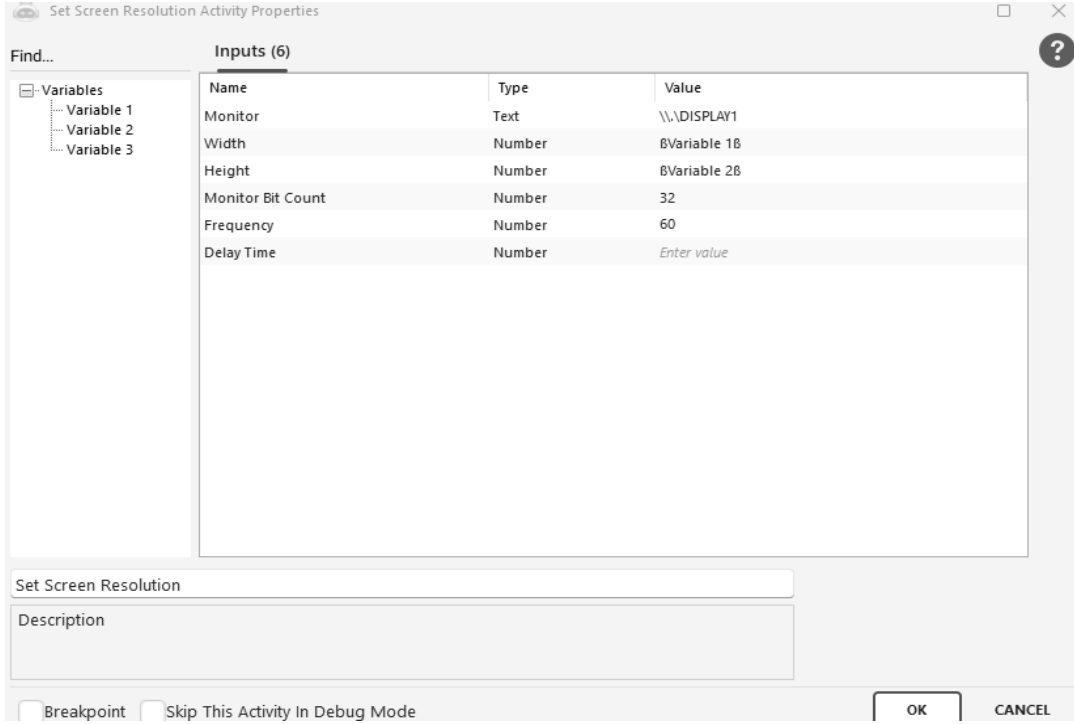 Set Screen Resolution Activity Properties
Find...
Inputs (6)
?
Variables
Variable 1
Variable 2
Variable 3
Name Type Value
Monitor Text \\.\DISPLAY1
Width Number ßVariable 1ß
Height Number ßVariable 2ß
Monitor Bit Count Number 32
Frequency Number 60
Delay Time Number Enter value
Set Screen Resolution
Description
Breakpoint Skip This Activity In Debug Mode OK CANCEL